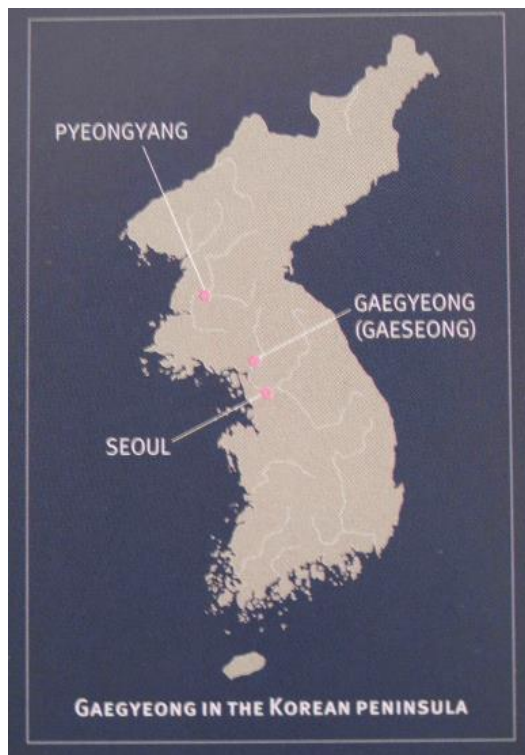 PYEONGYANG
GAEGYEONG
(GAESEONG)
SEOUL
GAEGYEONG IN THE KOREAN PENINSULA